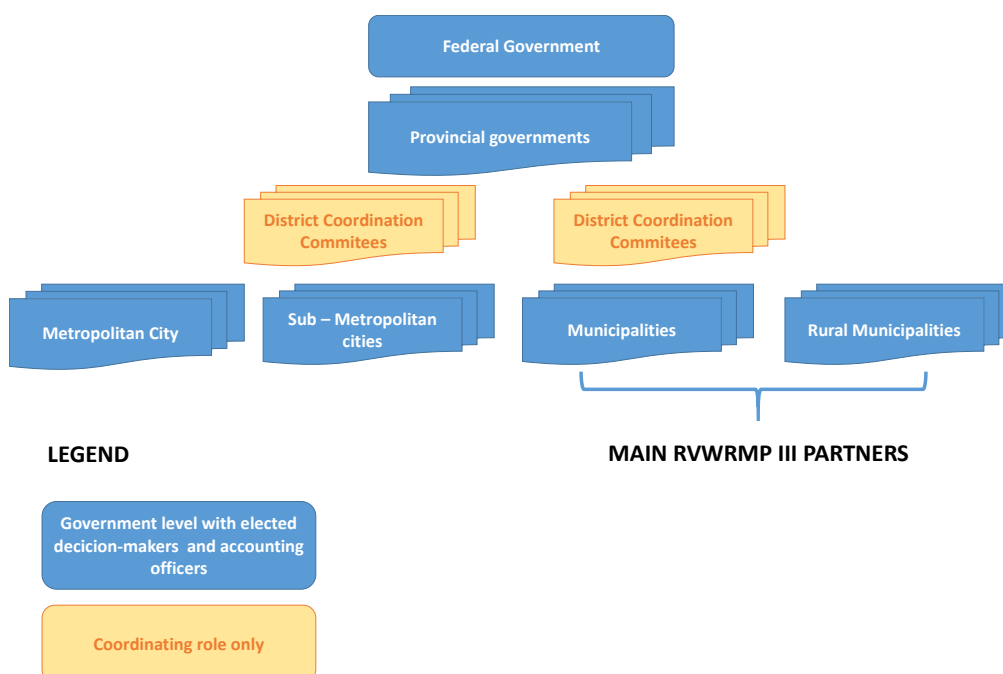 Federal Government
Provincial governments
District Coordination
Commitees
District Coordination
Commitees
Metropolitan City
Sub – Metropolitan
cities
Municipalities
Rural Municipalities
LEGEND
MAIN RVWRMP III PARTNERS
Government level with elected
decicion-makers and accounting
officers
Coordinating role only